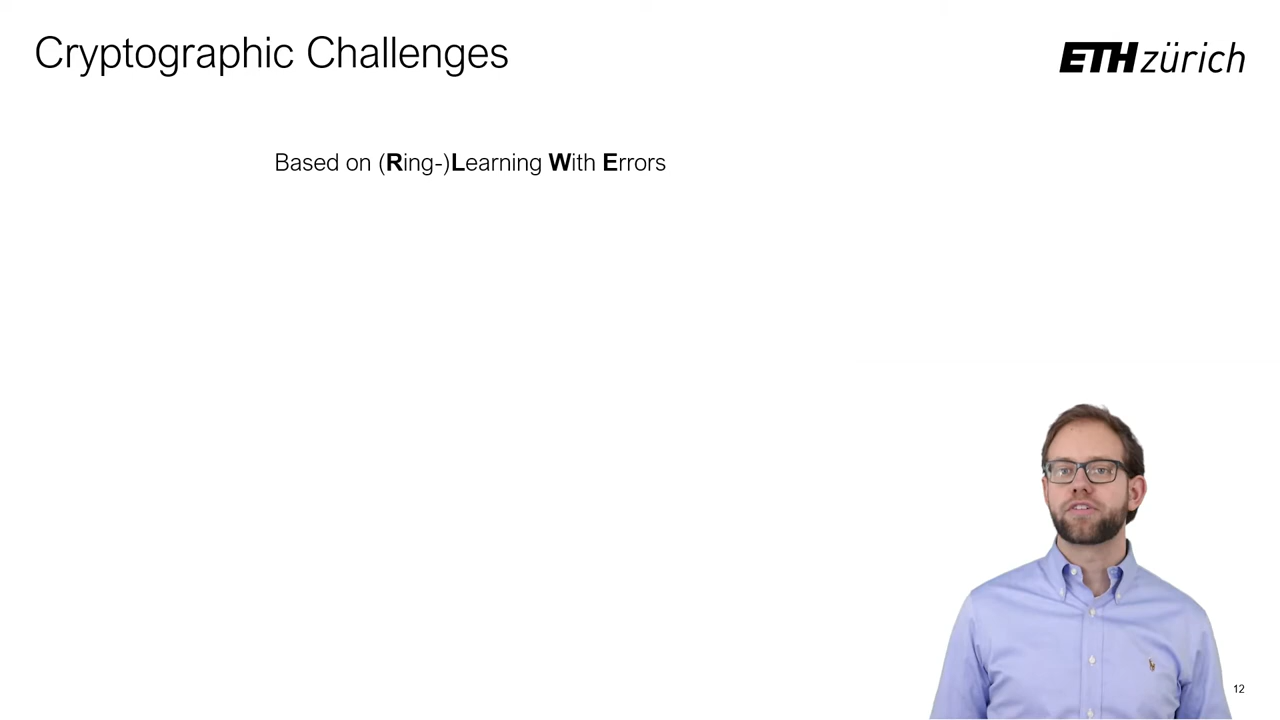 Cryptographic Challenges
ETH zürich
Based on (Ring-)Learning With Errors
12